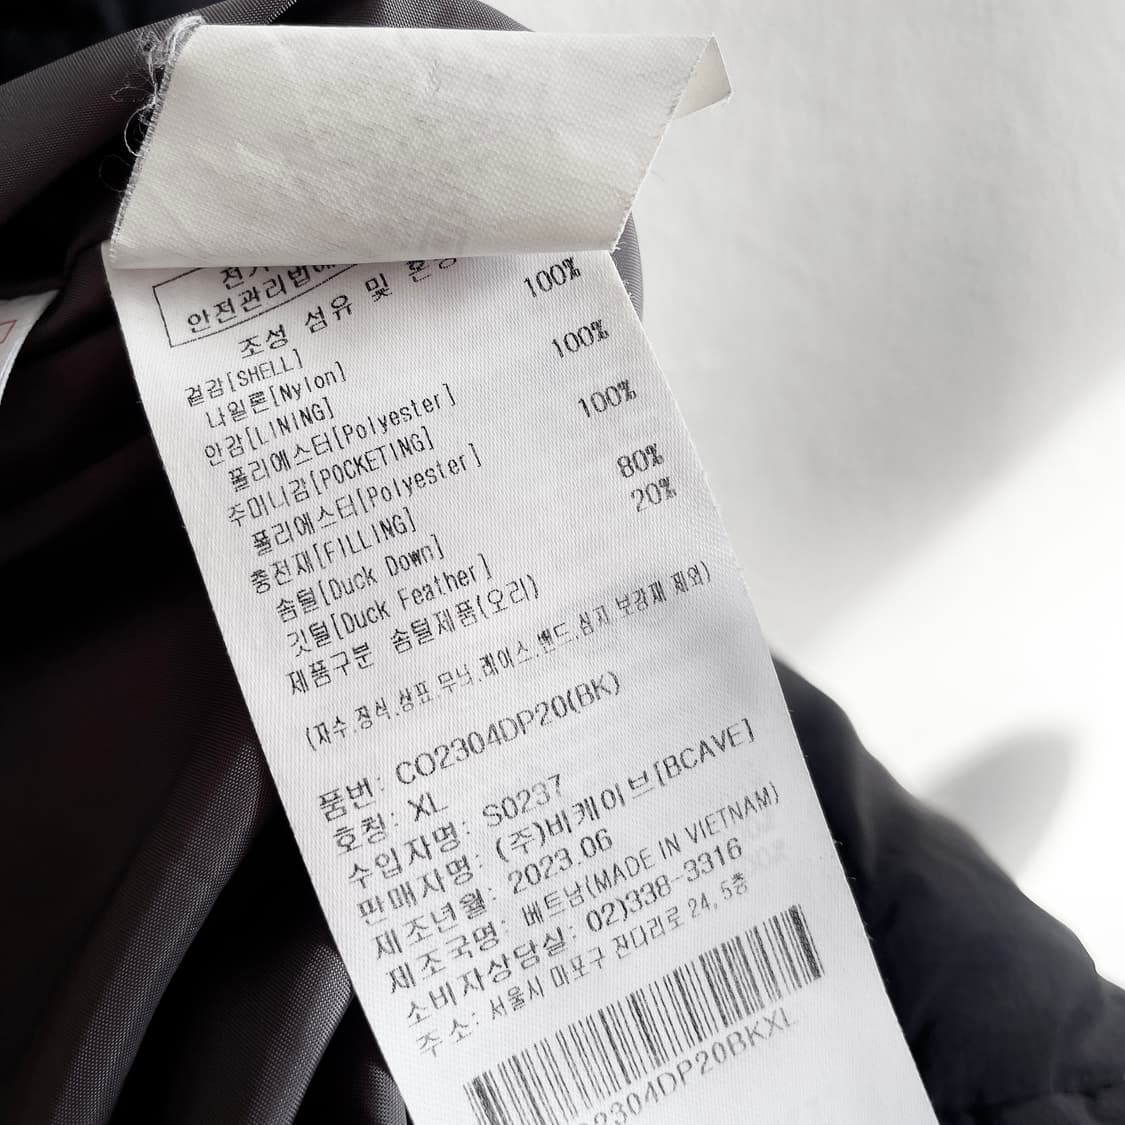 안전관리법에
조성 섬유 및 혼용
겉감[SHELL]
나일론[Nylon] 100%
안감[LINING]
폴리에스터[Polyester] 100%
주머니감[POCKETING]
폴리에스터[Polyester] 100%
충전재[FILLING]
솜털[Duck Down] 80%
깃털[Duck Feather] 20%
제품구분 솜털제품(오리)
(자수.장식.상표.무늬.레이스.밴드.심지 보강재 제외)
품번: CO2304DP20(BK)
호칭: XL
수입자명: S0237
판매자명: (주)비케이브[BCAVE]
제조년월: 2023.06
제조국명: 베트남(MADE IN VIETNAM)
소비자상담실: 02)338-3316
주 소: 서울시 마포구 잔다리로 24, 5층
2304DP20BKXL